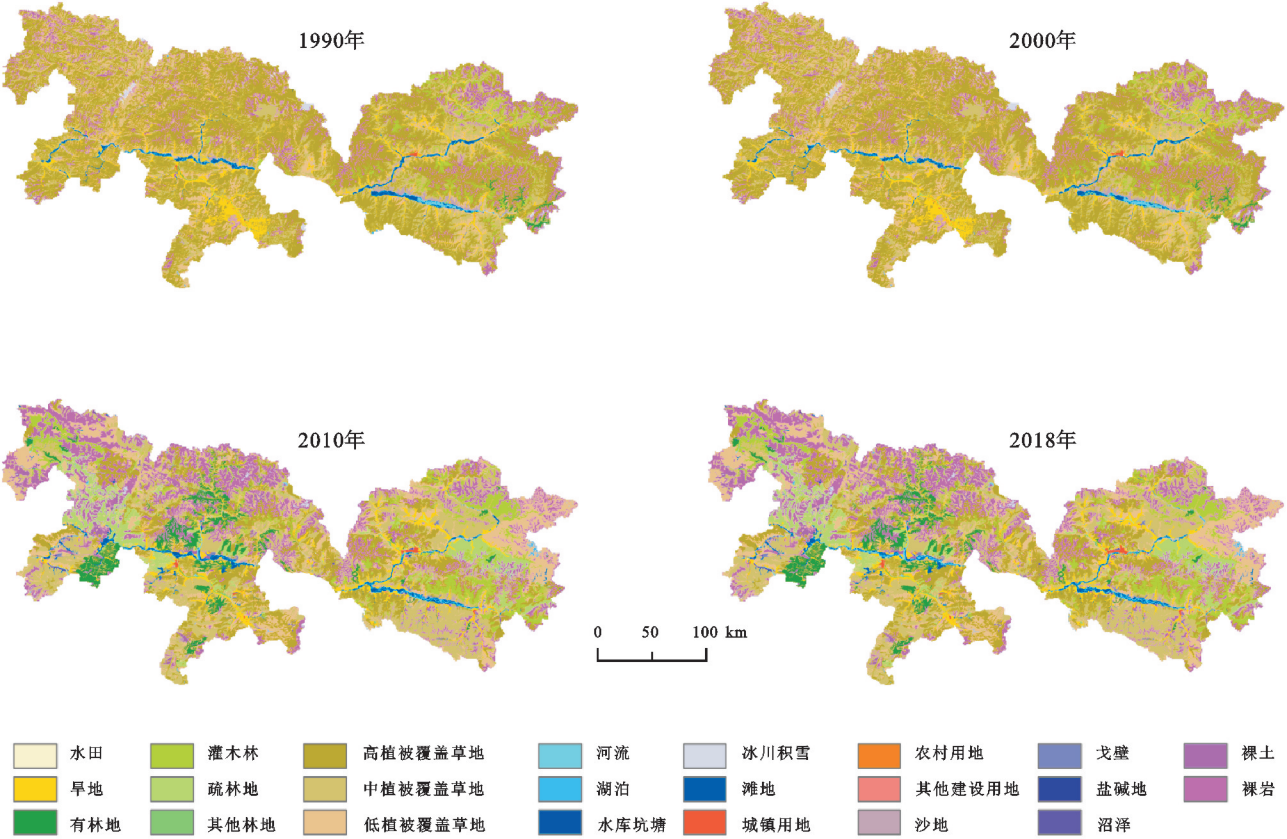 1990年
2000年
2010年
2018年
0 50 100 km
水田 灌木林 高植被覆盖草地 河流 冰川积雪 农村用地 戈壁 裸土
旱地 疏林地 中植被覆盖草地 湖泊 滩地 其他建设用地 盐碱地 裸岩
有林地 其他林地 低植被覆盖草地 水库坑塘 城镇用地 沙地 沼泽